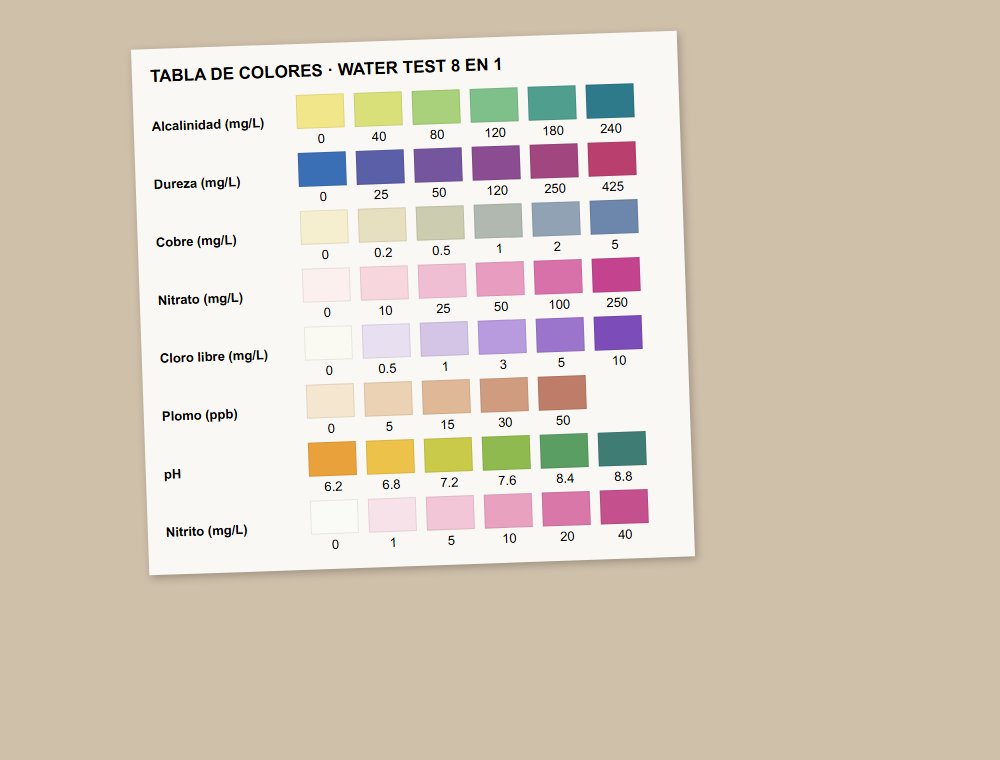 TABLA DE COLORES · WATER TEST 8 EN 1
Alcalinidad (mg/L)
0 40 80 120 180 240
Dureza (mg/L)
0 25 50 120 250 425
Cobre (mg/L)
0 0.2 0.5 1 2 5
Nitrato (mg/L)
0 10 25 50 100 250
Cloro libre (mg/L)
0 0.5 1 3 5 10
Plomo (ppb)
0 5 15 30 50
pH
6.2 6.8 7.2 7.6 8.4 8.8
Nitrito (mg/L)
0 1 5 10 20 40